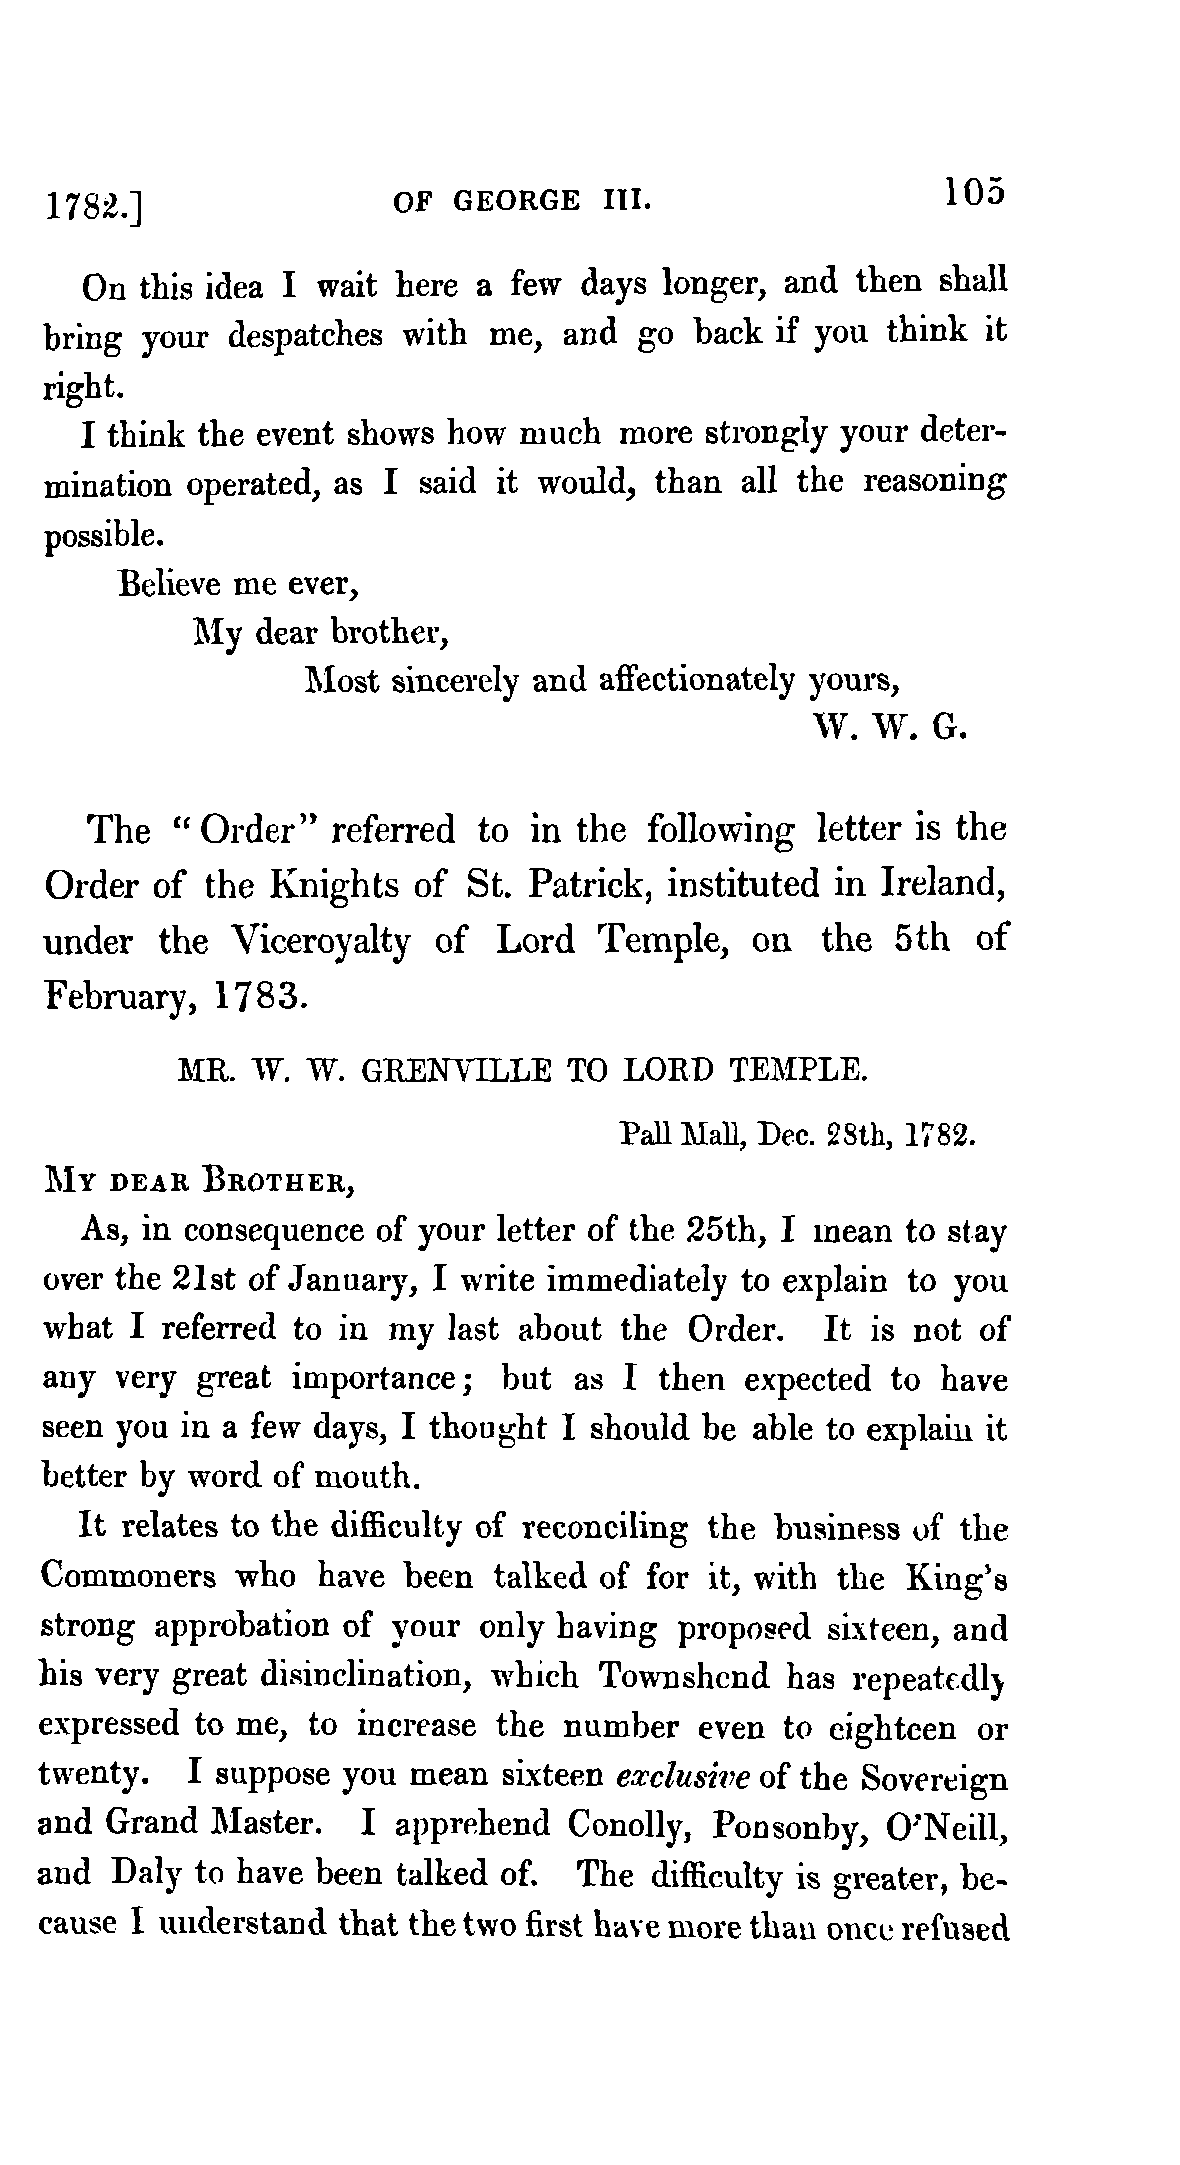 1782.] OF GEORGE III. 105
On this idea I wait here a few days longer, and then shall
bring your despatches with me, and go back if you think it
right.
I think the event shows how much more strongly your deter-
mination operated, as I said it would, than all the reasoning
possible.
Believe me ever,
My dear brother,
Most sincerely and affectionately yours,
W. W. G.
The "Order" referred to in the following letter is the
Order of the Knights of St. Patrick, instituted in Ireland,
under the Viceroyalty of Lord Temple, on the 5th of
February, 1783.
MR. W. W. GRENVILLE TO LORD TEMPLE.
Pall Mall, Dec. 28th, 1782.
MY DEAR BROTHER,
As, in consequence of your letter of the 25th, I mean to stay
over the 21st of January, I write immediately to explain to you
what I referred to in my last about the Order. It is not of
any very great importance; but as I then expected to have
seen you in a few days, I thought I should be able to explain it
better by word of mouth.
It relates to the difficulty of reconciling the business of the
Commoners who have been talked of for it, with the King's
strong approbation of your only having proposed sixteen, and
his very great disinclination, which Townshend has repeatedly
expressed to me, to increase the number even to eighteen or
twenty. I suppose you mean sixteen exclusive of the Sovereign
and Grand Master. I apprehend Conolly, Ponsonby, O'Neill,
and Daly to have been talked of. The difficulty is greater, be-
cause I understand that the two first have more than once refused